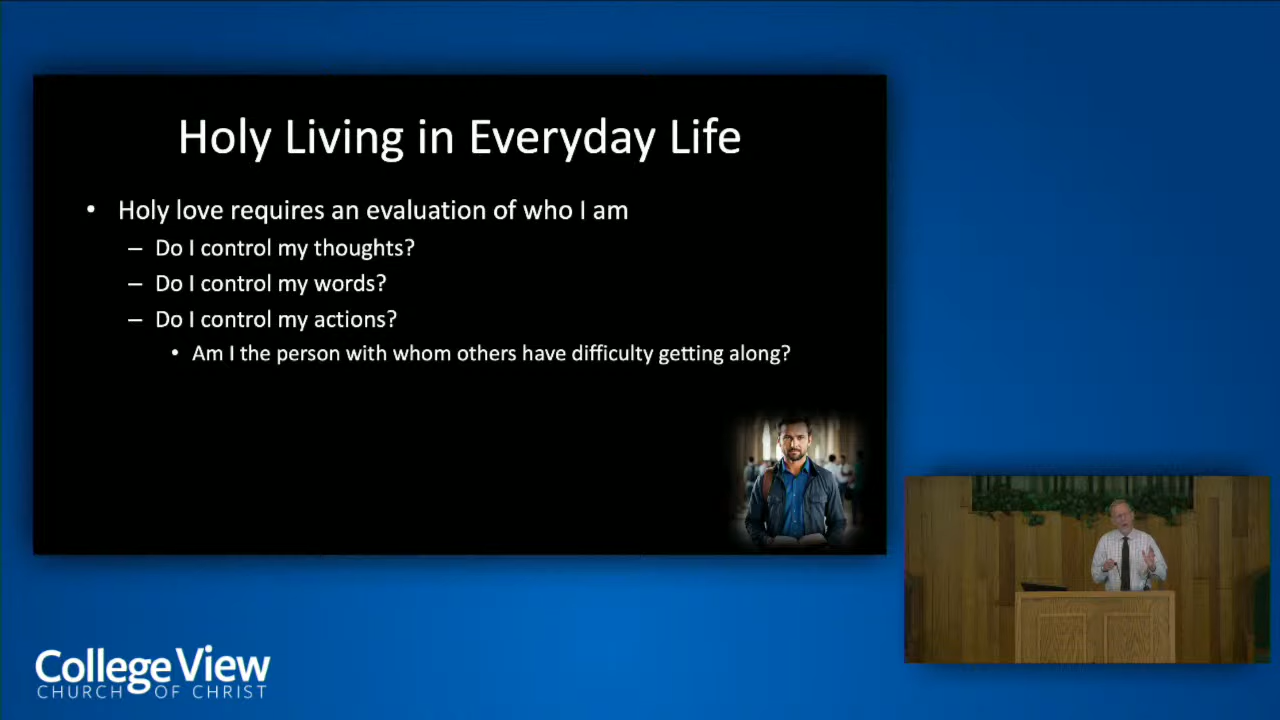 Holy Living in Everyday Life
• Holy love requires an evaluation of who I am
– Do I control my thoughts?
– Do I control my words?
– Do I control my actions?
• Am I the person with whom others have difficulty getting along?
College View
CHURCH OF CHRIST